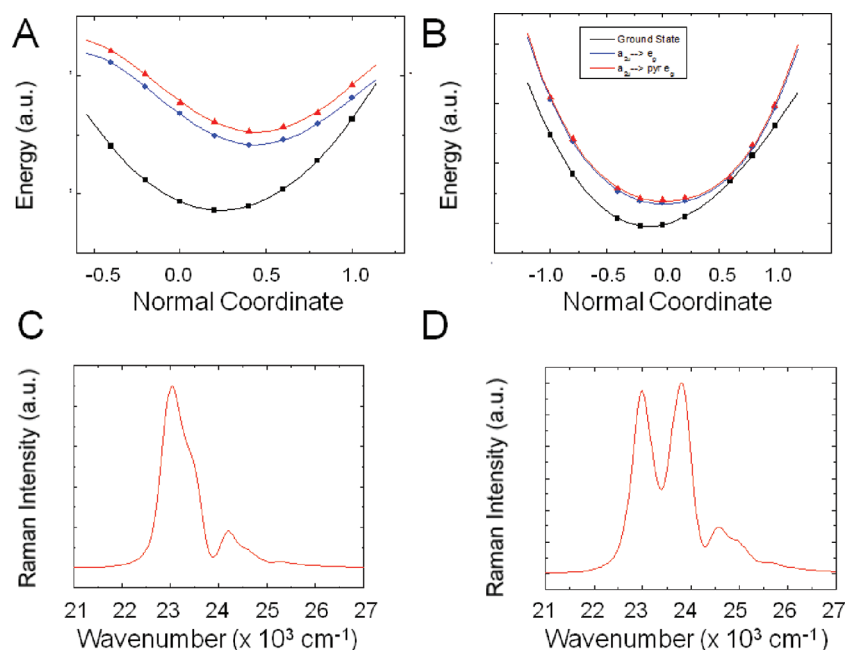 A
B
Energy (a.u.)
-0.5 0.0 0.5 1.0
Normal Coordinate
Energy (a.u.)
Ground State
a2u --> eg
a2u --> pyr eg
-1.0 -0.5 0.0 0.5 1.0
Normal Coordinate
C
D
Raman Intensity (a.u.)
21 22 23 24 25 26 27
Wavenumber (x 10³ cm⁻¹)
Raman Intensity (a.u.)
21 22 23 24 25 26 27
Wavenumber (x 10³ cm⁻¹)